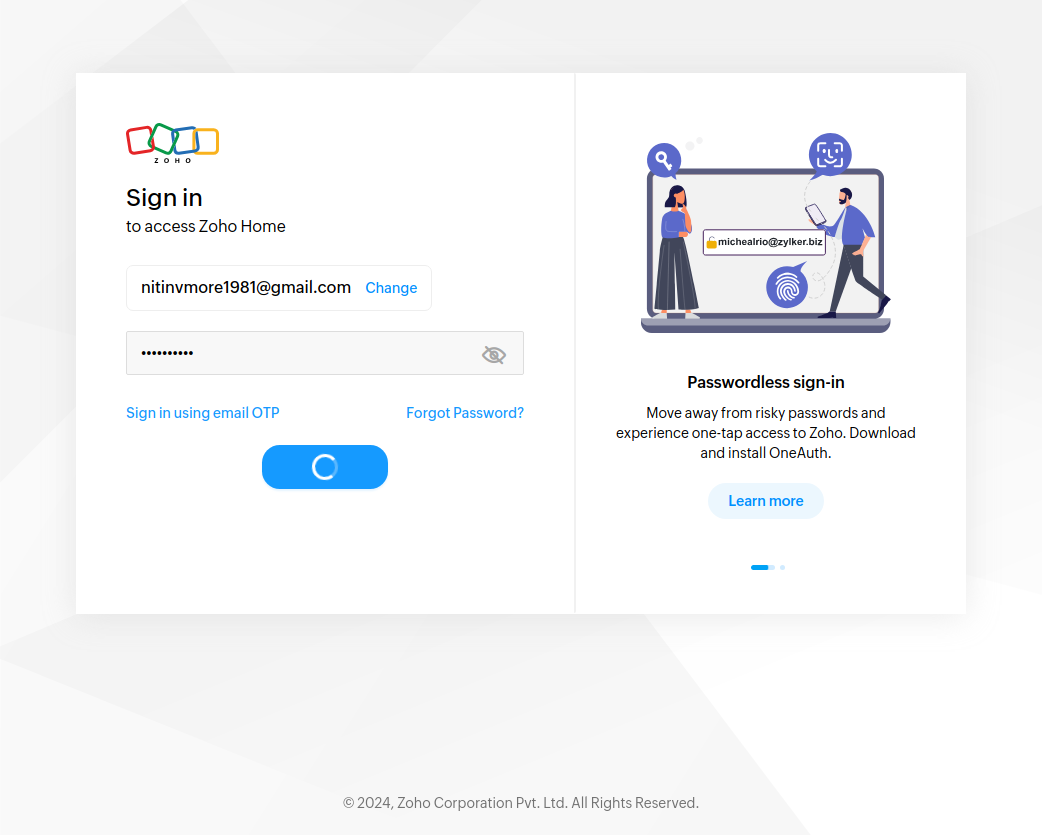 ZOHO
Sign in
to access Zoho Home
nitinvmore1981@gmail.com Change
••••••••••
Sign in using email OTP Forgot Password?
michealrio@zylker.biz
Passwordless sign-in
Move away from risky passwords and
experience one-tap access to Zoho. Download
and install OneAuth.
Learn more
© 2024, Zoho Corporation Pvt. Ltd. All Rights Reserved.